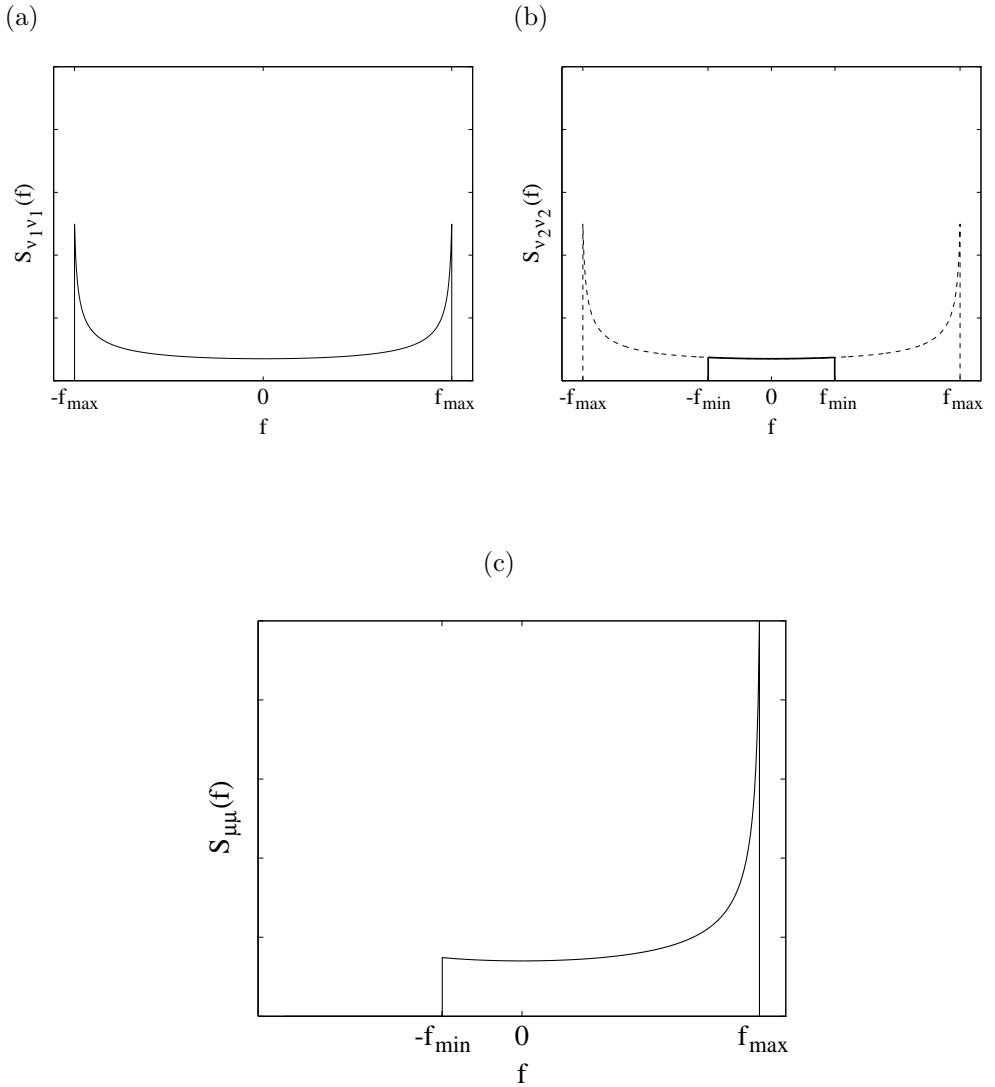 (a)
(b)
S_{ν1ν1}(f)
-f_max 0 f_max
f
S_{ν2ν2}(f)
-f_max -f_min 0 f_min f_max
f
(c)
S_{μμ}(f)
-f_min 0 f_max
f